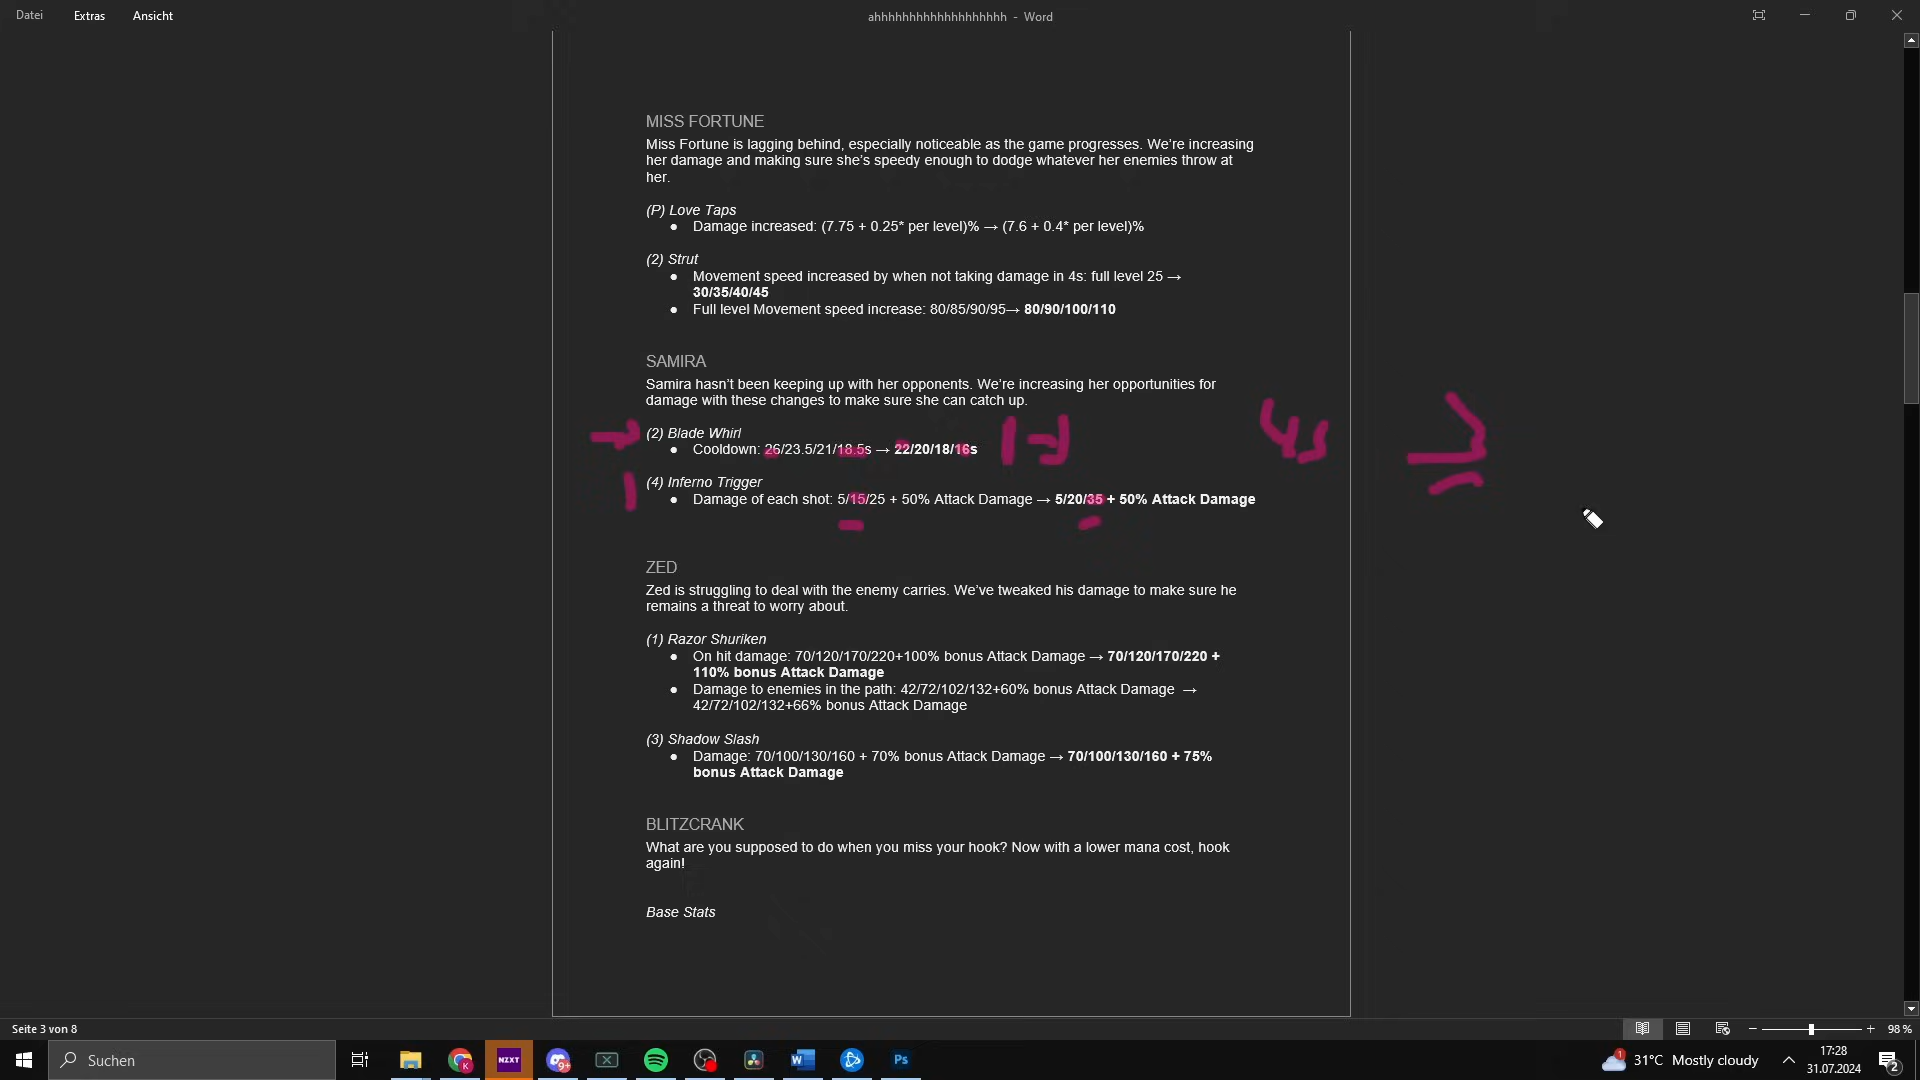 Datei Extras Ansicht ahhhhhhhhhhhhhhhhhhh - Word
MISS FORTUNE
Miss Fortune is lagging behind, especially noticeable as the game progresses. We’re increasing
her damage and making sure she’s speedy enough to dodge whatever her enemies throw at
her.
(P) Love Taps
● Damage increased: (7.75 + 0.25* per level)% → (7.6 + 0.4* per level)%
(2) Strut
● Movement speed increased by when not taking damage in 4s: full level 25 →
30/35/40/45
● Full level Movement speed increase: 80/85/90/95→ 80/90/100/110
SAMIRA
Samira hasn’t been keeping up with her opponents. We’re increasing her opportunities for
damage with these changes to make sure she can catch up.
(2) Blade Whirl
● Cooldown: 26/23.5/21/18.5s → 22/20/18/16s
4s
(4) Inferno Trigger
● Damage of each shot: 5/15/25 + 50% Attack Damage → 5/20/35 + 50% Attack Damage
ZED
Zed is struggling to deal with the enemy carries. We’ve tweaked his damage to make sure he
remains a threat to worry about.
(1) Razor Shuriken
● On hit damage: 70/120/170/220+100% bonus Attack Damage → 70/120/170/220 +
110% bonus Attack Damage
● Damage to enemies in the path: 42/72/102/132+60% bonus Attack Damage →
42/72/102/132+66% bonus Attack Damage
(3) Shadow Slash
● Damage: 70/100/130/160 + 70% bonus Attack Damage → 70/100/130/160 + 75%
bonus Attack Damage
BLITZCRANK
What are you supposed to do when you miss your hook? Now with a lower mana cost, hook
again!
Base Stats
Seite 3 von 8 98 %
Suchen NZXT K 9+ W Ps 1 31°C Mostly cloudy 17:28 2
31.07.2024